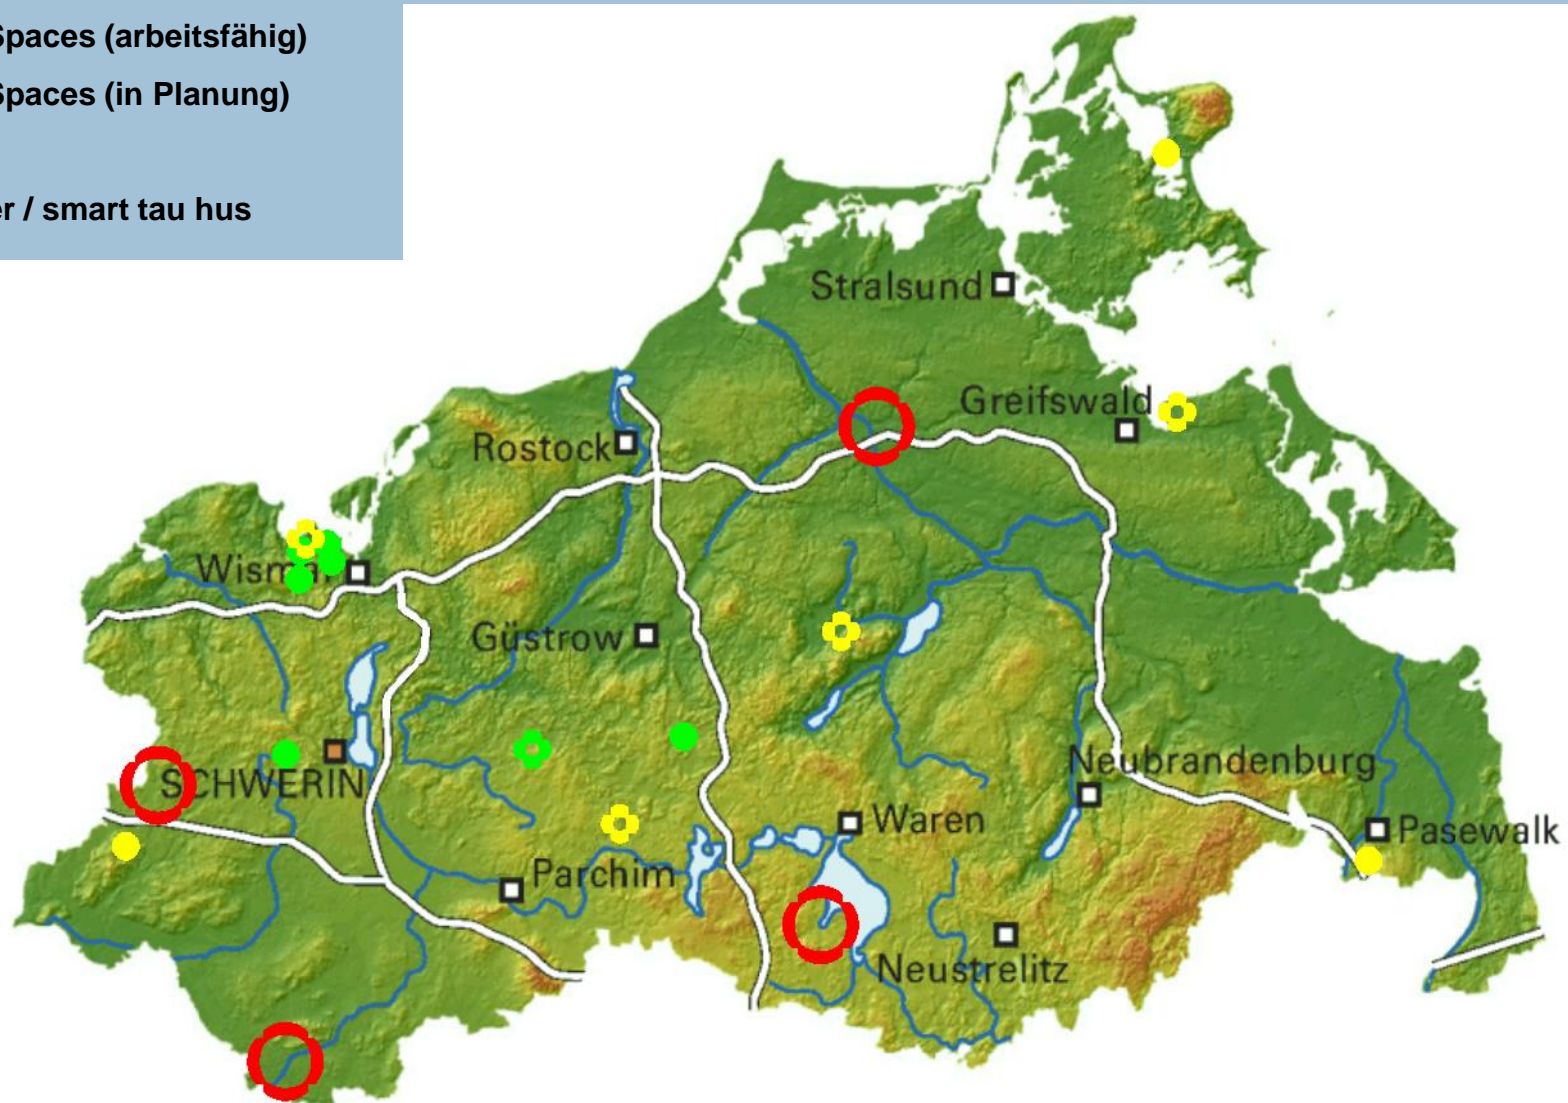 Spaces (arbeitsfähig)
Spaces (in Planung)
er / smart tau hus
Stralsund
Greifswald
Rostock
Wismar
Güstrow
SCHWERIN
Neubrandenburg
Waren
Pasewalk
Parchim
Neustrelitz